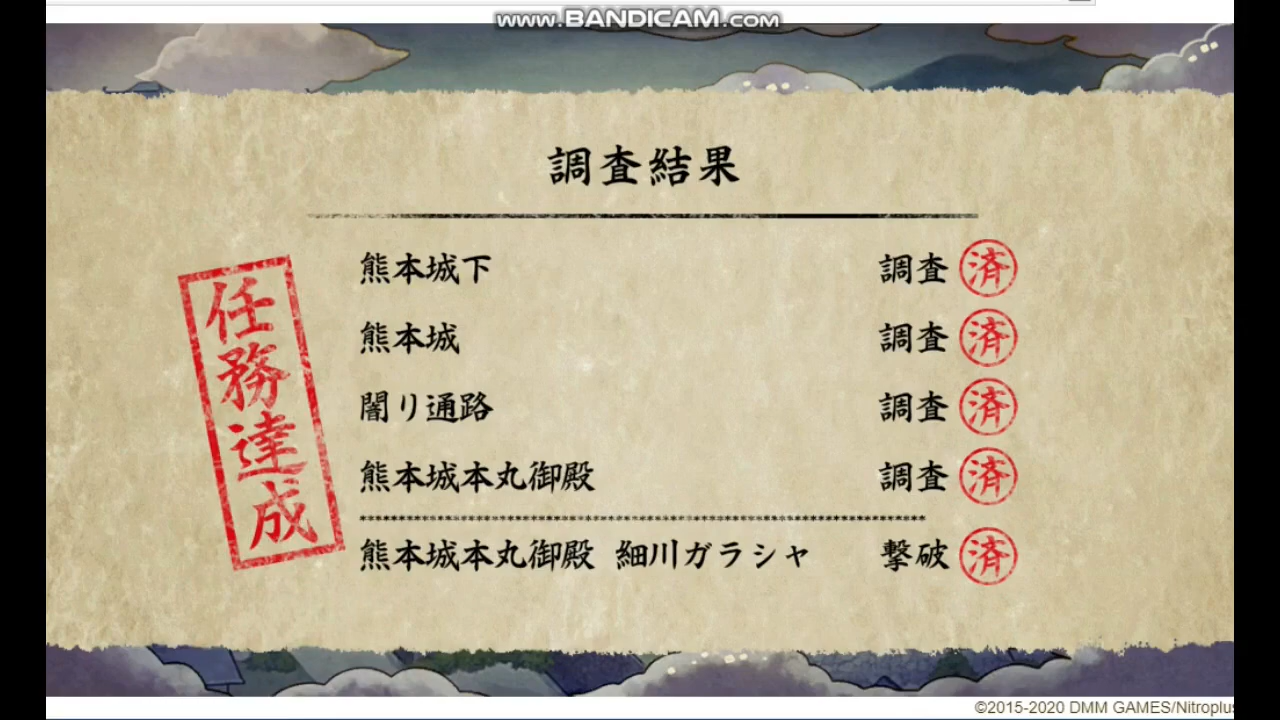 www.BANDICAM.com
調査結果
任務達成
熊本城下 調査 済
熊本城 調査 済
闇り通路 調査 済
熊本城本丸御殿 調査 済
熊本城本丸御殿 細川ガラシャ 撃破 済
©2015-2020 DMM GAMES/Nitroplus